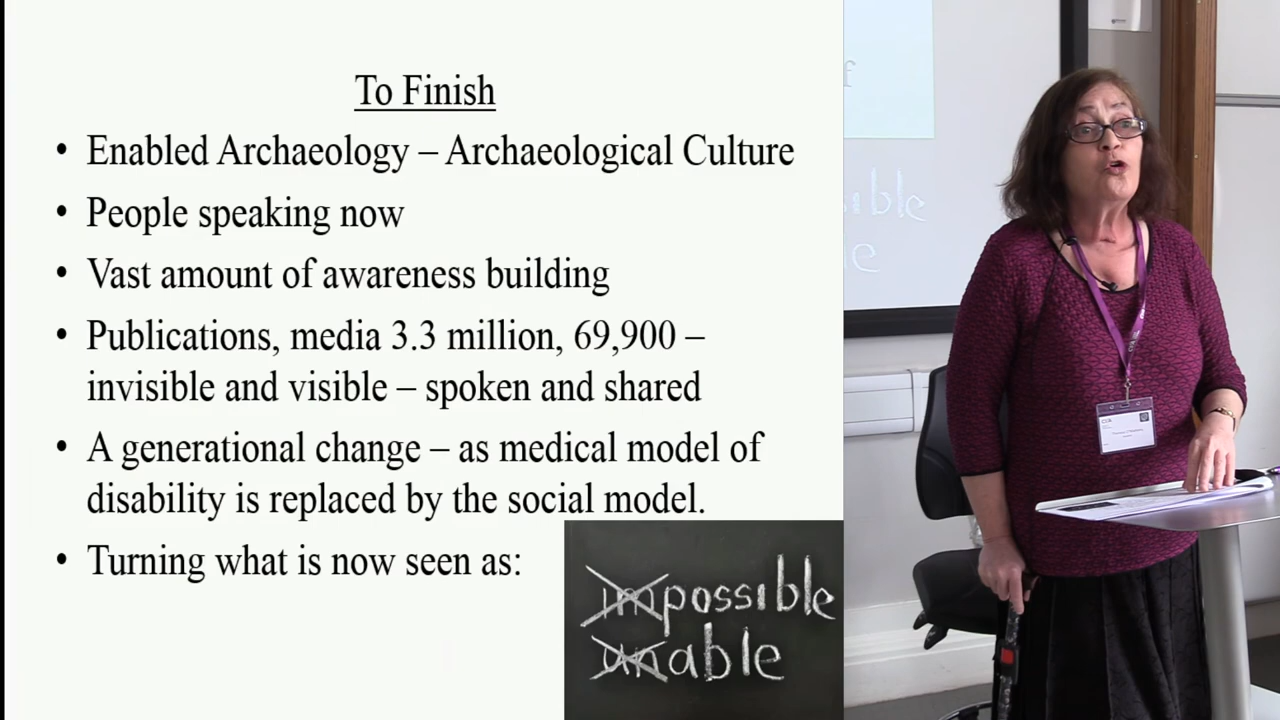 To Finish
• Enabled Archaeology – Archaeological Culture
• People speaking now
• Vast amount of awareness building
• Publications, media 3.3 million, 69,900 –
invisible and visible – spoken and shared
• A generational change – as medical model of
disability is replaced by the social model.
• Turning what is now seen as:
impossible
unable